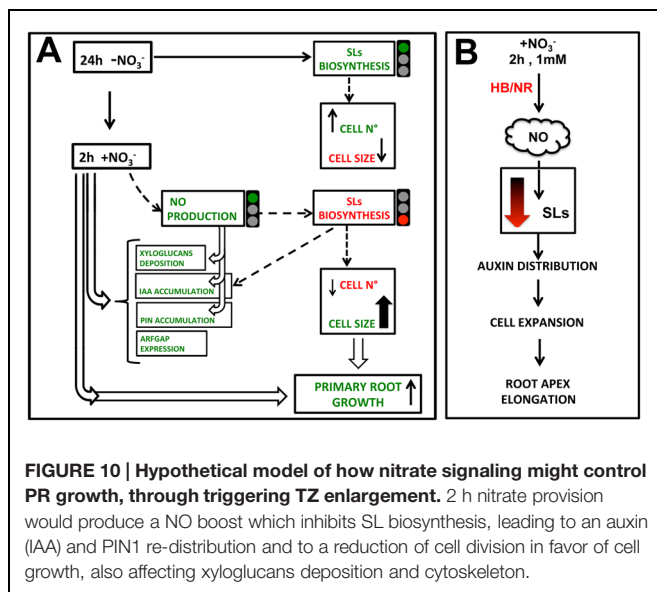 A
24h -NO₃⁻
SLs
BIOSYNTHESIS
CELL N°
CELL SIZE
2h +NO₃⁻
NO
PRODUCTION
SLs
BIOSYNTHESIS
XYLOGLUCANS
DEPOSITION
IAA ACCUMULATION
PIN ACCUMULATION
ARFGAP
EXPRESSION
CELL N°
CELL SIZE
PRIMARY ROOT
GROWTH
B
+NO₃⁻
2h , 1mM
HB/NR
NO
SLs
AUXIN DISTRIBUTION
CELL EXPANSION
ROOT APEX
ELONGATION
FIGURE 10 | Hypothetical model of how nitrate signaling might control
PR growth, through triggering TZ enlargement. 2 h nitrate provision
would produce a NO boost which inhibits SL biosynthesis, leading to an auxin
(IAA) and PIN1 re-distribution and to a reduction of cell division in favor of cell
growth, also affecting xyloglucans deposition and cytoskeleton.